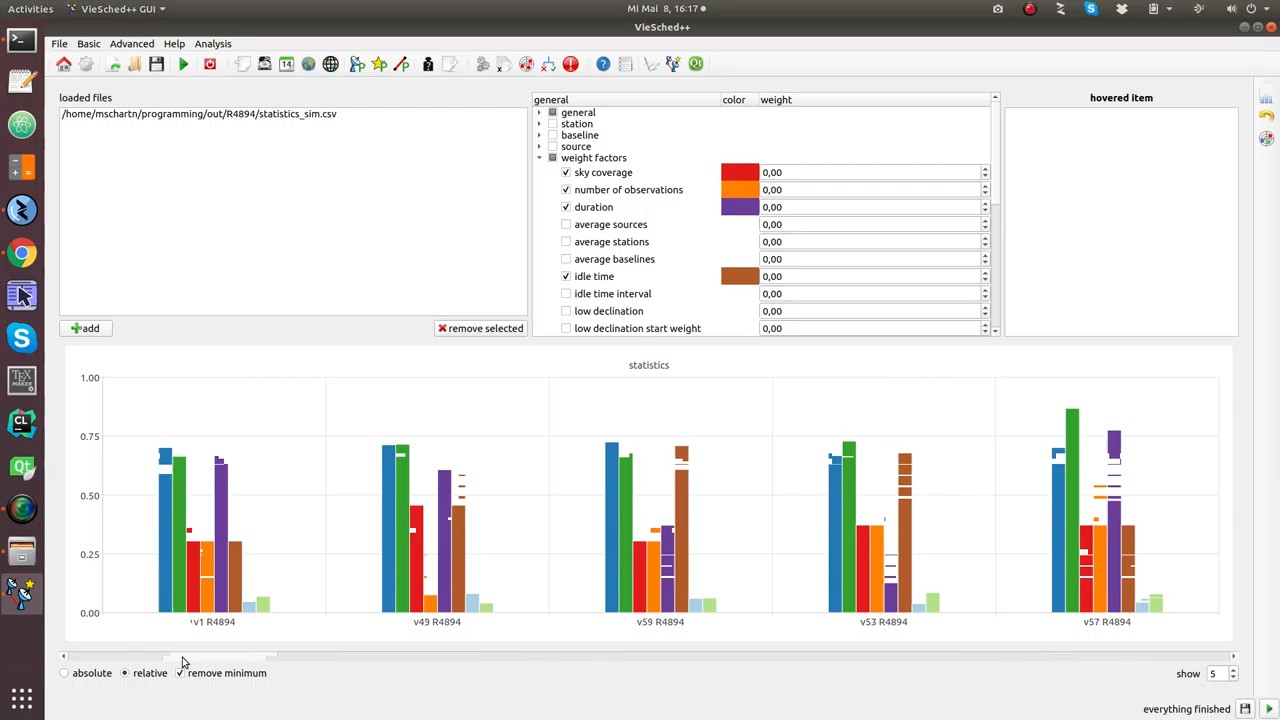 Activities VieSched++ GUI Mi Mai 8, 16:17
VieSched++
File Basic Advanced Help Analysis
loaded files
/home/mschartn/programming/out/R4894/statistics_sim.csv
add remove selected
general color weight
general
station
baseline
source
weight factors
sky coverage 0,00
number of observations 0,00
duration 0,00
average sources 0,00
average stations 0,00
average baselines 0,00
idle time 0,00
idle time interval 0,00
low declination 0,00
low declination start weight 0,00
hovered item
statistics
1.00
0.75
0.50
0.25
0.00
v1 R4894 v49 R4894 v59 R4894 v53 R4894 v57 R4894
absolute relative remove minimum show 5
everything finished